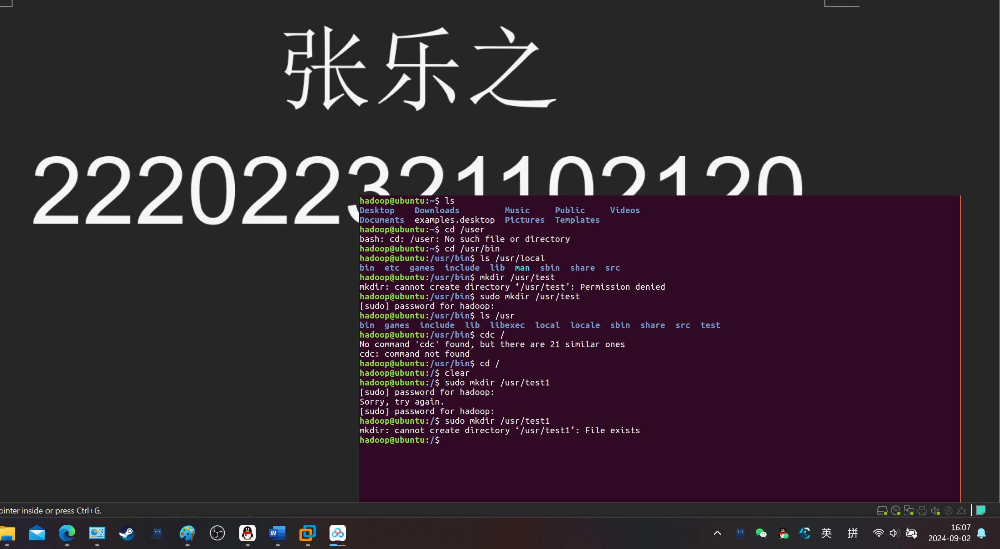 张乐之
222022321102120
hadoop@ubuntu:~$ ls
Desktop Downloads Music Public Videos
Documents examples.desktop Pictures Templates
hadoop@ubuntu:~$ cd /user
bash: cd: /user: No such file or directory
hadoop@ubuntu:~$ cd /usr/bin
hadoop@ubuntu:/usr/bin$ ls /usr/local
bin etc games include lib man sbin share src
hadoop@ubuntu:/usr/bin$ mkdir /usr/test
mkdir: cannot create directory ‘/usr/test’: Permission denied
hadoop@ubuntu:/usr/bin$ sudo mkdir /usr/test
[sudo] password for hadoop:
hadoop@ubuntu:/usr/bin$ ls /usr
bin games include lib libexec local locale sbin share src test
hadoop@ubuntu:/usr/bin$ cdc /
No command 'cdc' found, but there are 21 similar ones
cdc: command not found
hadoop@ubuntu:/usr/bin$ cd /
hadoop@ubuntu:/$ clear
hadoop@ubuntu:/$ sudo mkdir /usr/test1
[sudo] password for hadoop:
Sorry, try again.
[sudo] password for hadoop:
hadoop@ubuntu:/$ sudo mkdir /usr/test1
mkdir: cannot create directory ‘/usr/test1’: File exists
hadoop@ubuntu:/$
ointer inside or press Ctrl+G.
W
英 拼
16:07
2024-09-02